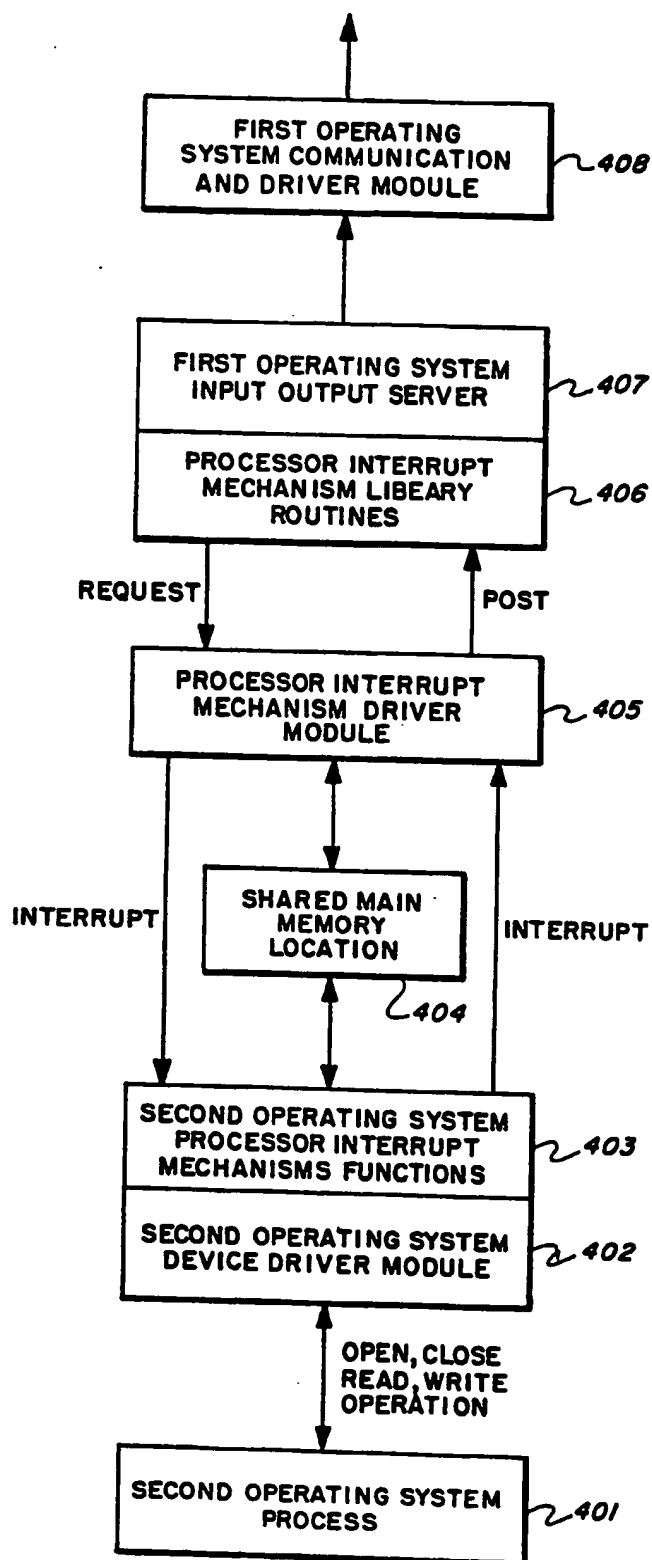 FIRST OPERATING
SYSTEM COMMUNICATION
AND DRIVER MODULE
408
FIRST OPERATING SYSTEM
INPUT OUTPUT SERVER
407
PROCESSOR INTERRUPT
MECHANISM LIBEARY
ROUTINES
406
REQUEST
POST
PROCESSOR INTERRUPT
MECHANISM DRIVER
MODULE
405
INTERRUPT
SHARED MAIN
MEMORY
LOCATION
INTERRUPT
404
SECOND OPERATING SYSTEM
PROCESSOR INTERRUPT
MECHANISMS FUNCTIONS
403
SECOND OPERATING SYSTEM
DEVICE DRIVER MODULE
402
OPEN, CLOSE
READ, WRITE
OPERATION
SECOND OPERATING SYSTEM
PROCESS
401